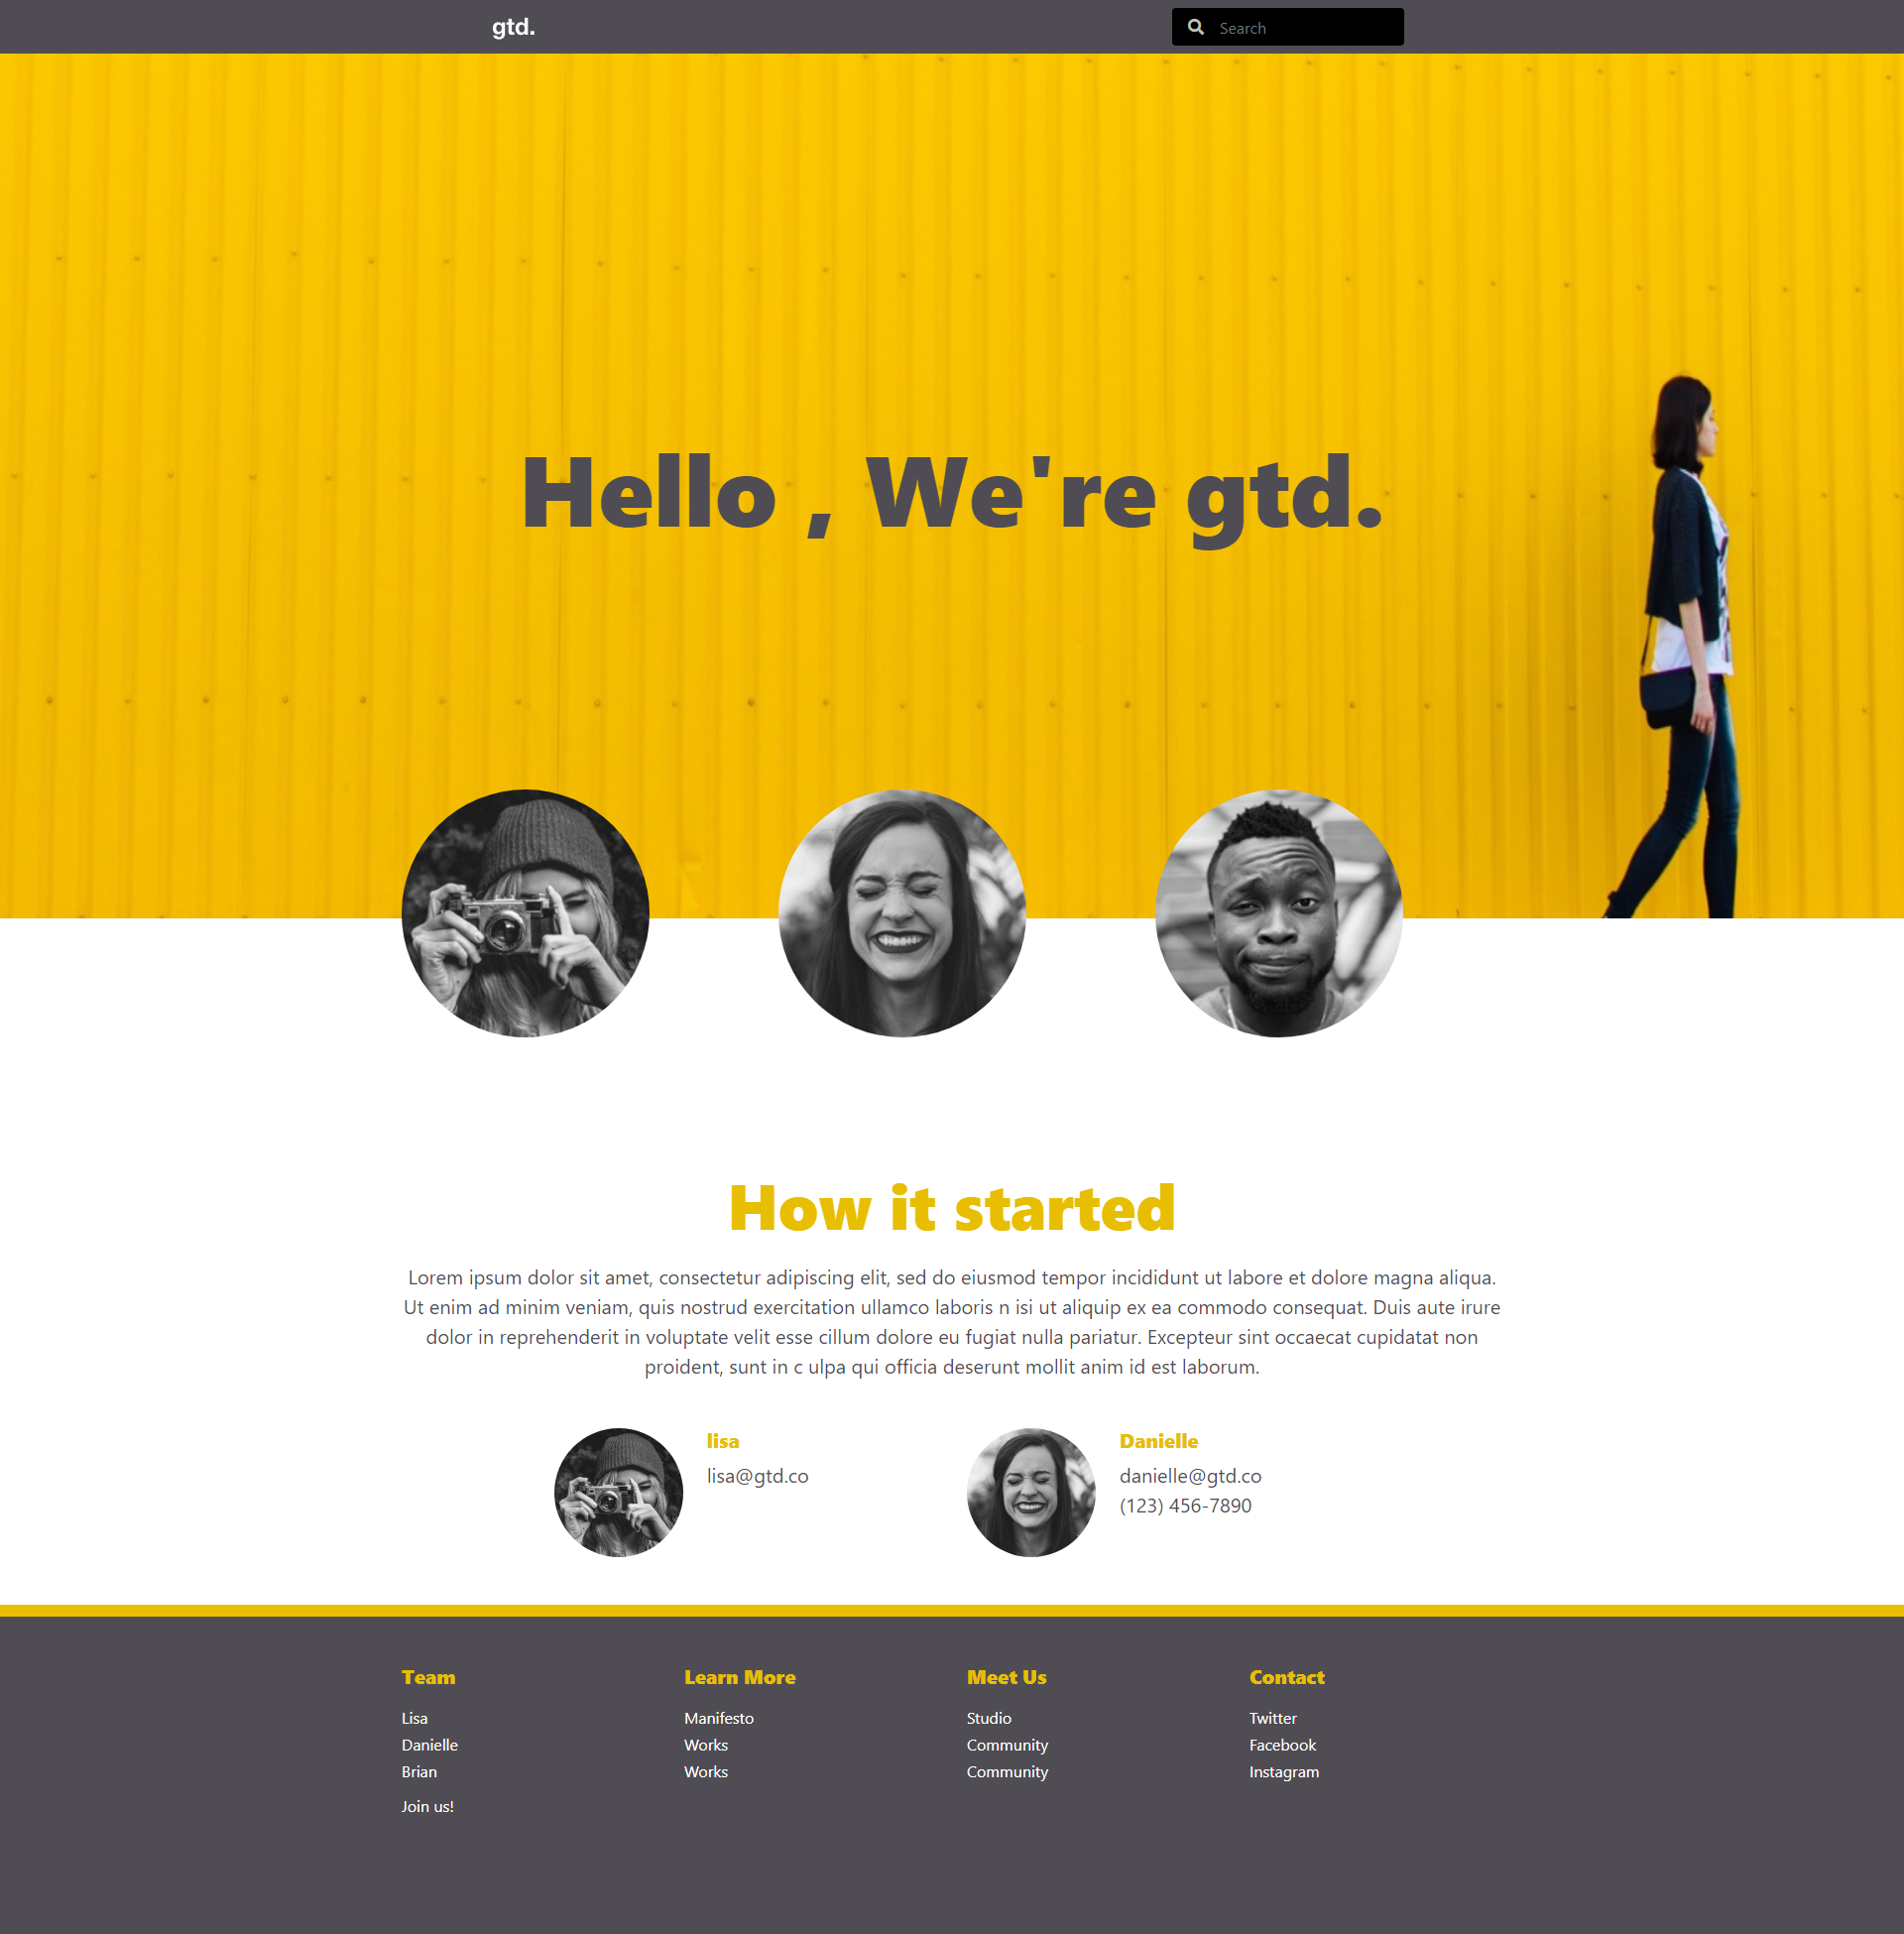 gtd.
Search
Hello , We're gtd.
How it started
Lorem ipsum dolor sit amet, consectetur adipiscing elit, sed do eiusmod tempor incididunt ut labore et dolore magna aliqua.
Ut enim ad minim veniam, quis nostrud exercitation ullamco laboris n isi ut aliquip ex ea commodo consequat. Duis aute irure
dolor in reprehenderit in voluptate velit esse cillum dolore eu fugiat nulla pariatur. Excepteur sint occaecat cupidatat non
proident, sunt in c ulpa qui officia deserunt mollit anim id est laborum.
lisa
lisa@gtd.co
Danielle
danielle@gtd.co
(123) 456-7890
Team
Lisa
Danielle
Brian
Join us!
Learn More
Manifesto
Works
Works
Meet Us
Studio
Community
Community
Contact
Twitter
Facebook
Instagram